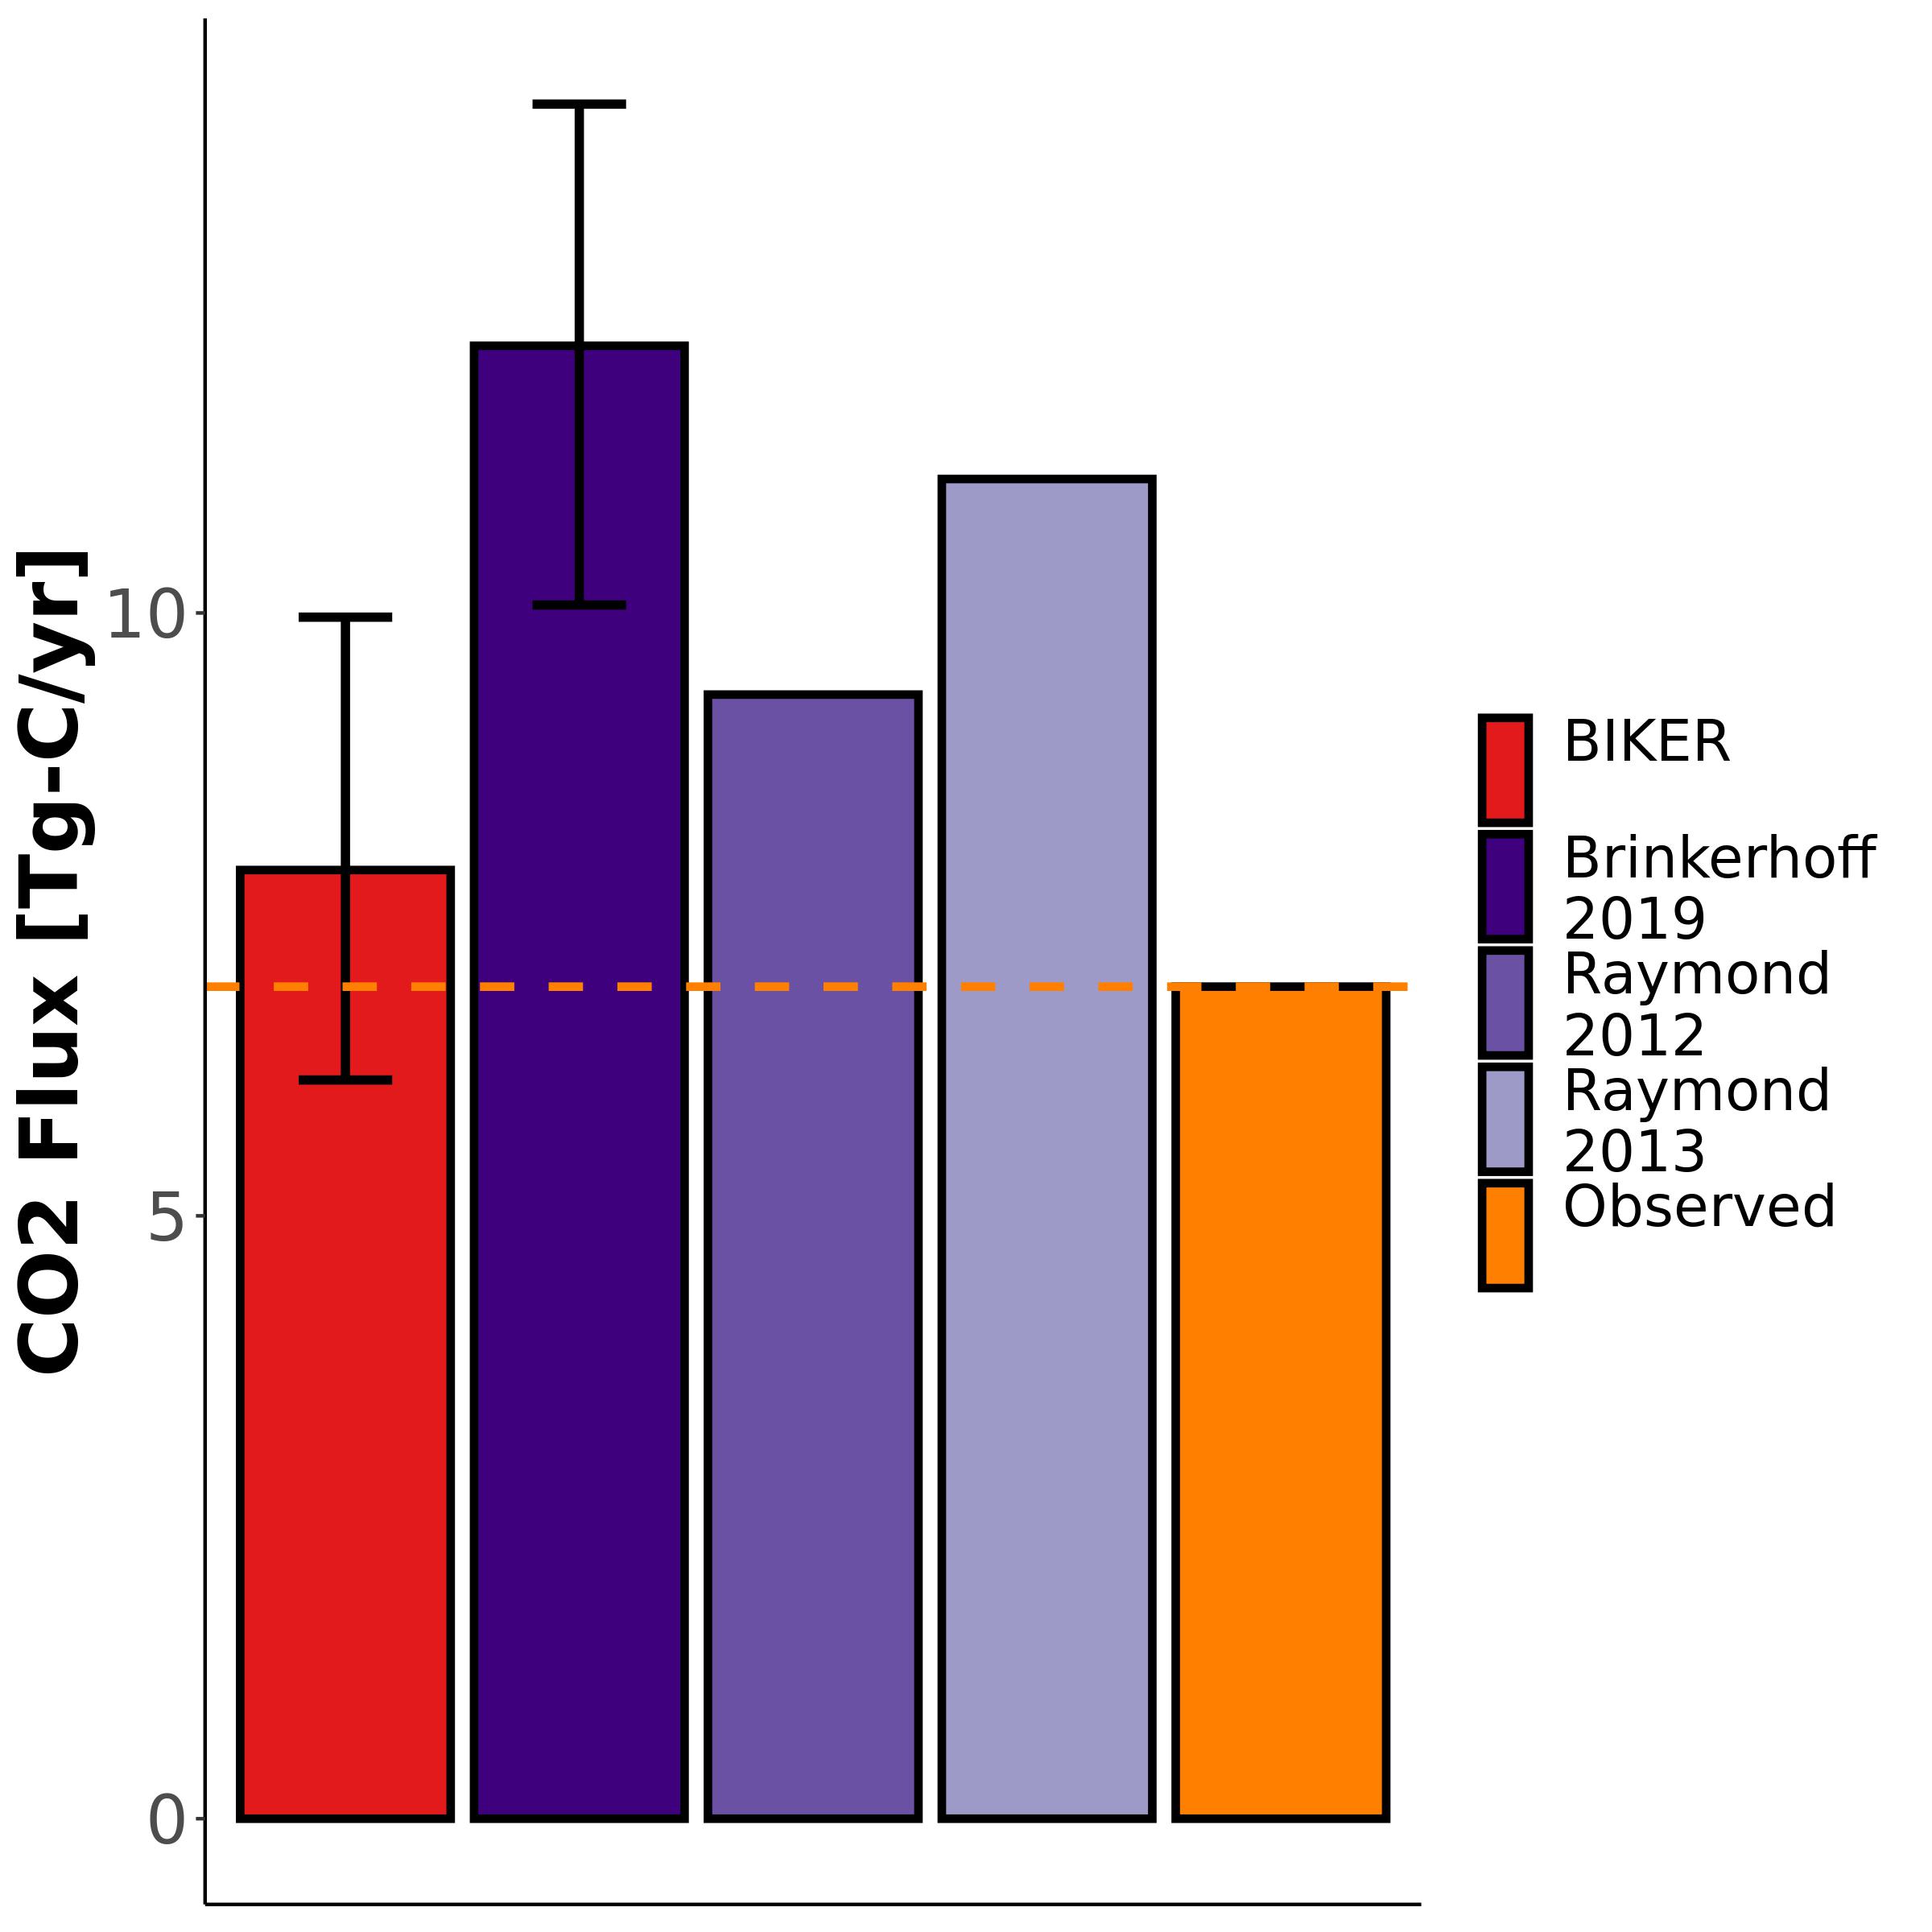 CO2 Flux [Tg-C/yr]
10
5
0
BIKER
Brinkerhoff
2019
Raymond
2012
Raymond
2013
Observed